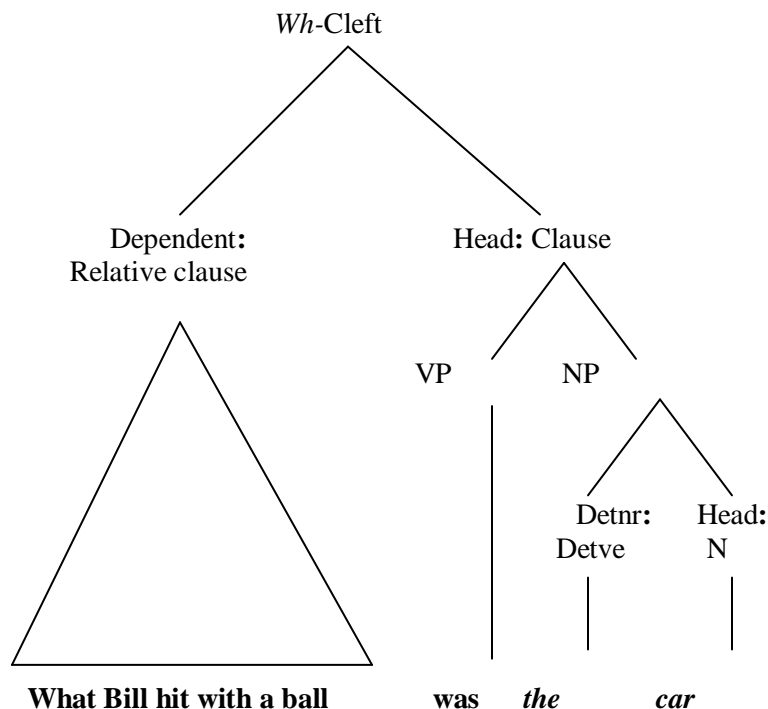 Wh-Cleft
Dependent: Head: Clause
Relative clause
VP NP
Detnr: Head:
Detve N
What Bill hit with a ball was the car